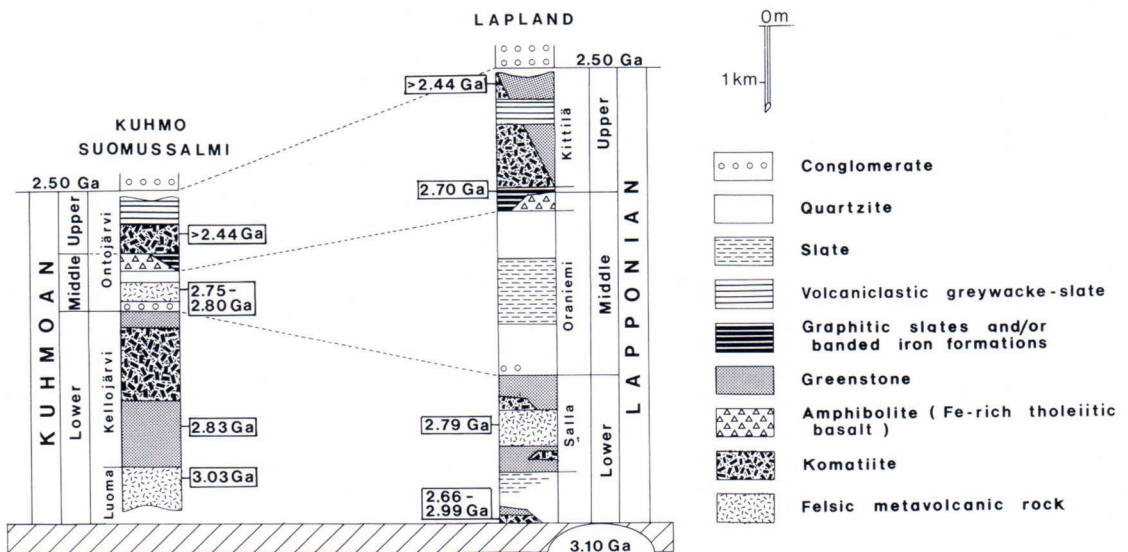 LAPLAND
2.50 Ga
>2.44 Ga
Kittilä
Upper
2.70 Ga
Oraniemi
Middle
LAPPONIAN
2.79 Ga
Salla
Lower
2.66 -
2.99 Ga
3.10 Ga
KUHMO
SUOMUSSALMI
2.50 Ga
KUHMOAN
Upper
Middle
Lower
Ontojärvi
Kellojärvi
Luoma
>2.44 Ga
2.75 -
2.80 Ga
2.83 Ga
3.03 Ga
0m
1km
Conglomerate
Quartzite
Slate
Volcaniclastic greywacke-slate
Graphitic slates and/or
banded iron formations
Greenstone
Amphibolite ( Fe-rich tholeiitic
basalt )
Komatiite
Felsic metavolcanic rock